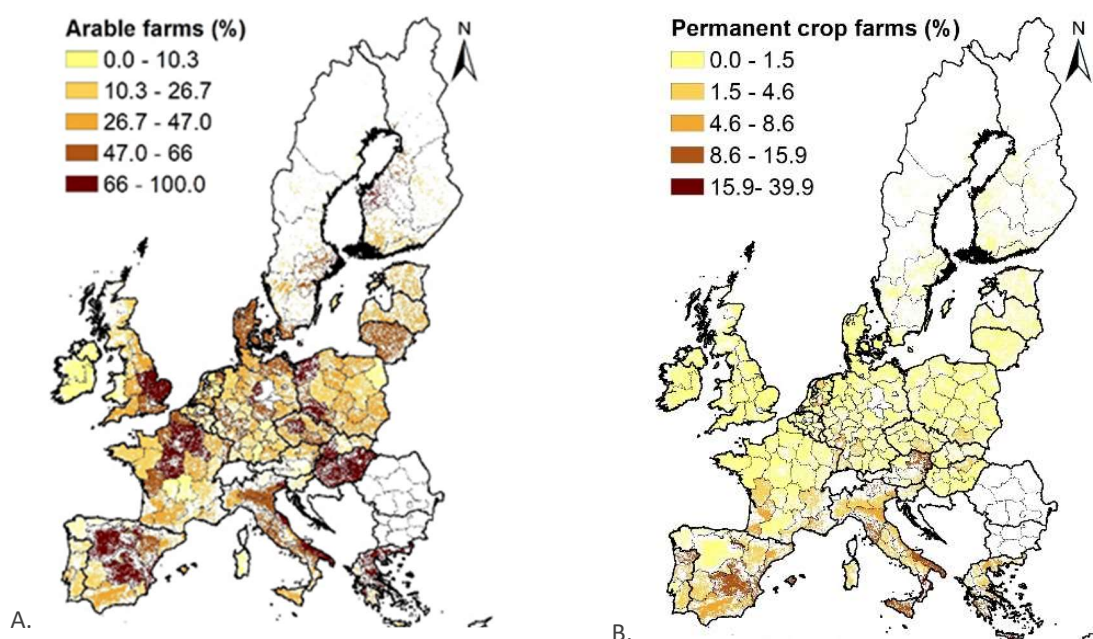 Arable farms (%)
N
0.0 - 10.3
10.3 - 26.7
26.7 - 47.0
47.0 - 66
66 - 100.0
A.
Permanent crop farms (%)
N
0.0 - 1.5
1.5 - 4.6
4.6 - 8.6
8.6 - 15.9
15.9- 39.9
B.